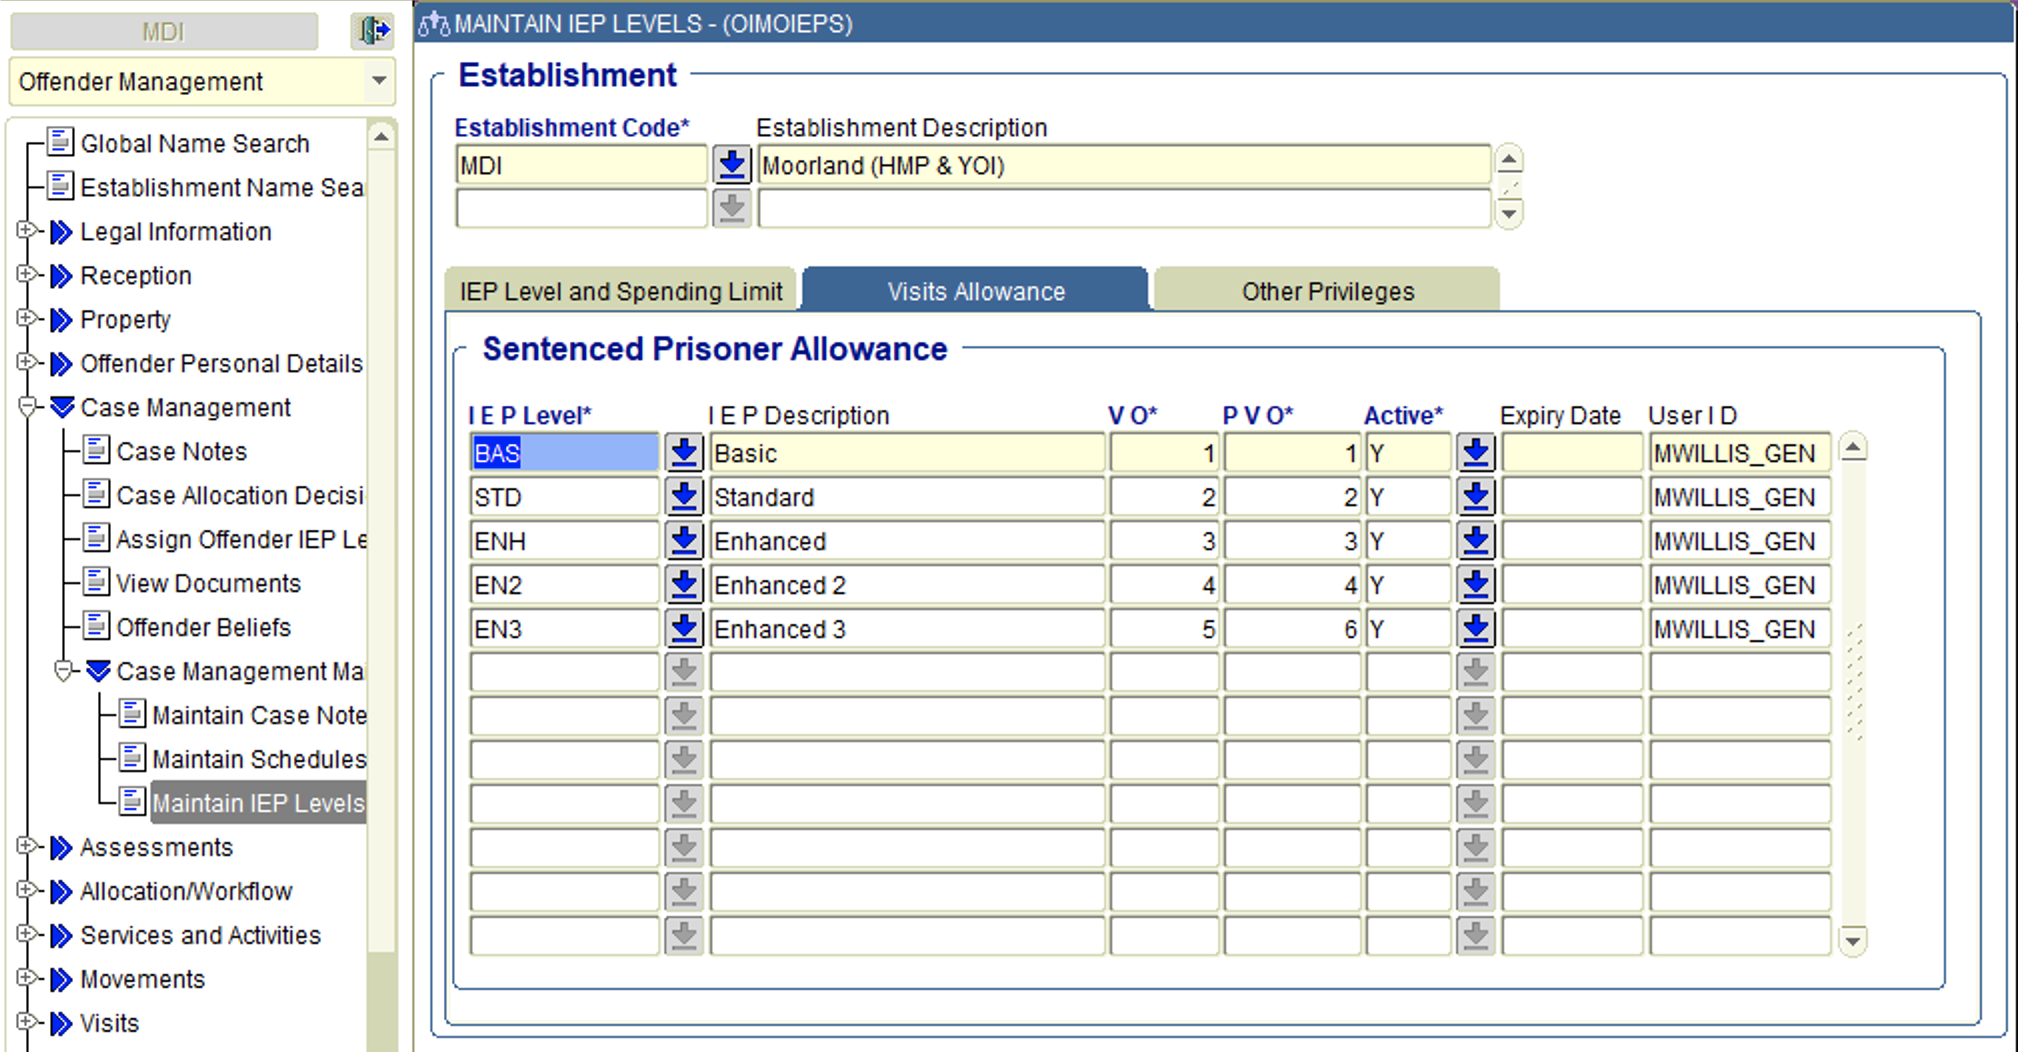 MDI
Offender Management
Global Name Search
Establishment Name Sea
Legal Information
Reception
Property
Offender Personal Details
Case Management
Case Notes
Case Allocation Decisi
Assign Offender IEP Le
View Documents
Offender Beliefs
Case Management Mai
Maintain Case Note
Maintain Schedules
Maintain IEP Levels
Assessments
Allocation/Workflow
Services and Activities
Movements
Visits
MAINTAIN IEP LEVELS - (OIMOIEPS)
Establishment
Establishment Code* Establishment Description
MDI Moorland (HMP & YOI)
IEP Level and Spending Limit Visits Allowance Other Privileges
Sentenced Prisoner Allowance
I E P Level* I E P Description V O* P V O* Active* Expiry Date User I D
BAS Basic 1 1 Y MWILLIS_GEN
STD Standard 2 2 Y MWILLIS_GEN
ENH Enhanced 3 3 Y MWILLIS_GEN
EN2 Enhanced 2 4 4 Y MWILLIS_GEN
EN3 Enhanced 3 5 6 Y MWILLIS_GEN